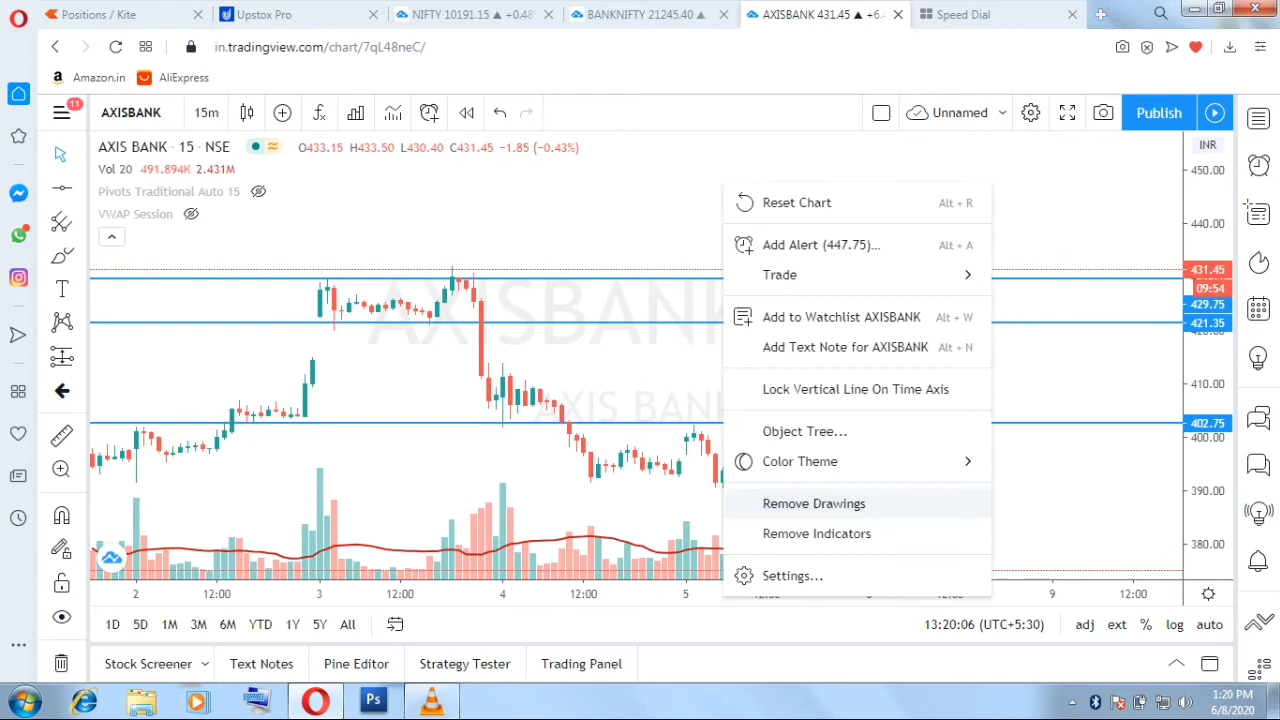 Positions / Kite
Upstox Pro
NIFTY 10191.15 ▲ +0.48
BANKNIFTY 21245.40 ▲
AXISBANK 431.45 ▲ +6.
Speed Dial
in.tradingview.com/chart/7qL48neC/
Amazon.in
AliExpress
11
AXISBANK
15m
Unnamed
Publish
AXIS BANK · 15 · NSE
O433.15 H433.50 L430.40 C431.45 −1.85 (−0.43%)
INR
Vol 20 491.894K 2.431M
Pivots Traditional Auto 15
VWAP Session
450.00
440.00
431.45
09:54
429.75
421.35
410.00
402.75
400.00
390.00
380.00
AXISBANK
AXIS BANK
Reset Chart Alt + R
Add Alert (447.75)... Alt + A
Trade
Add to Watchlist AXISBANK Alt + W
Add Text Note for AXISBANK Alt + N
Lock Vertical Line On Time Axis
Object Tree...
Color Theme
Remove Drawings
Remove Indicators
Settings...
2 12:00 3 12:00 4 12:00 5
9 12:00
1D 5D 1M 3M 6M YTD 1Y 5Y All
13:20:06 (UTC+5:30)
adj ext % log auto
Stock Screener
Text Notes
Pine Editor
Strategy Tester
Trading Panel
Ps
1:20 PM
6/8/2020